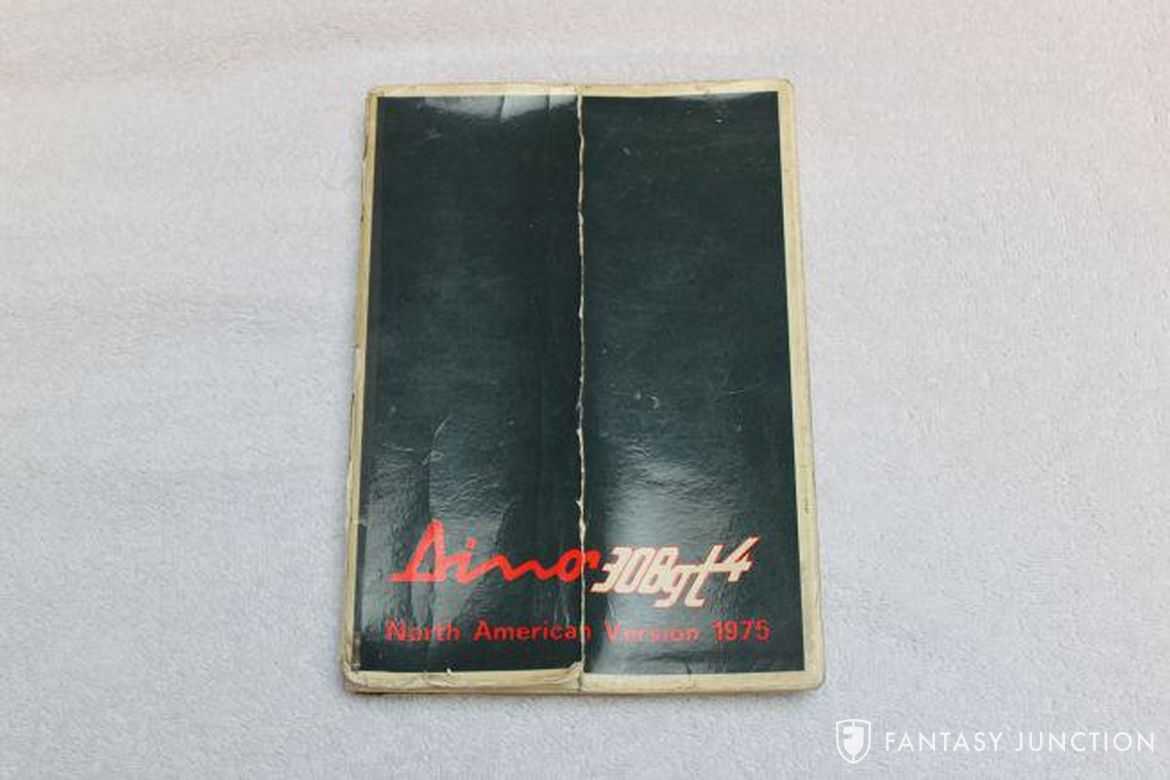 Dino 308gt4
North American Version 1975
FANTASY JUNCTION